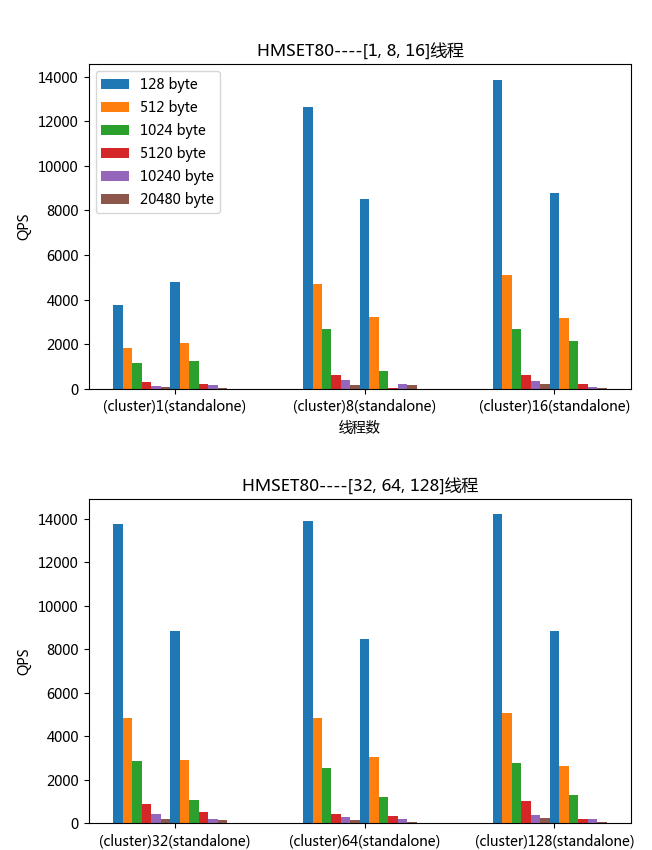 HMSET80----[1, 8, 16]线程
14000
12000
10000
8000
6000
4000
2000
0
QPS
128 byte
512 byte
1024 byte
5120 byte
10240 byte
20480 byte
(cluster)1(standalone)
(cluster)8(standalone)
(cluster)16(standalone)
线程数
HMSET80----[32, 64, 128]线程
14000
12000
10000
8000
6000
4000
2000
0
QPS
(cluster)32(standalone)
(cluster)64(standalone)
(cluster)128(standalone)